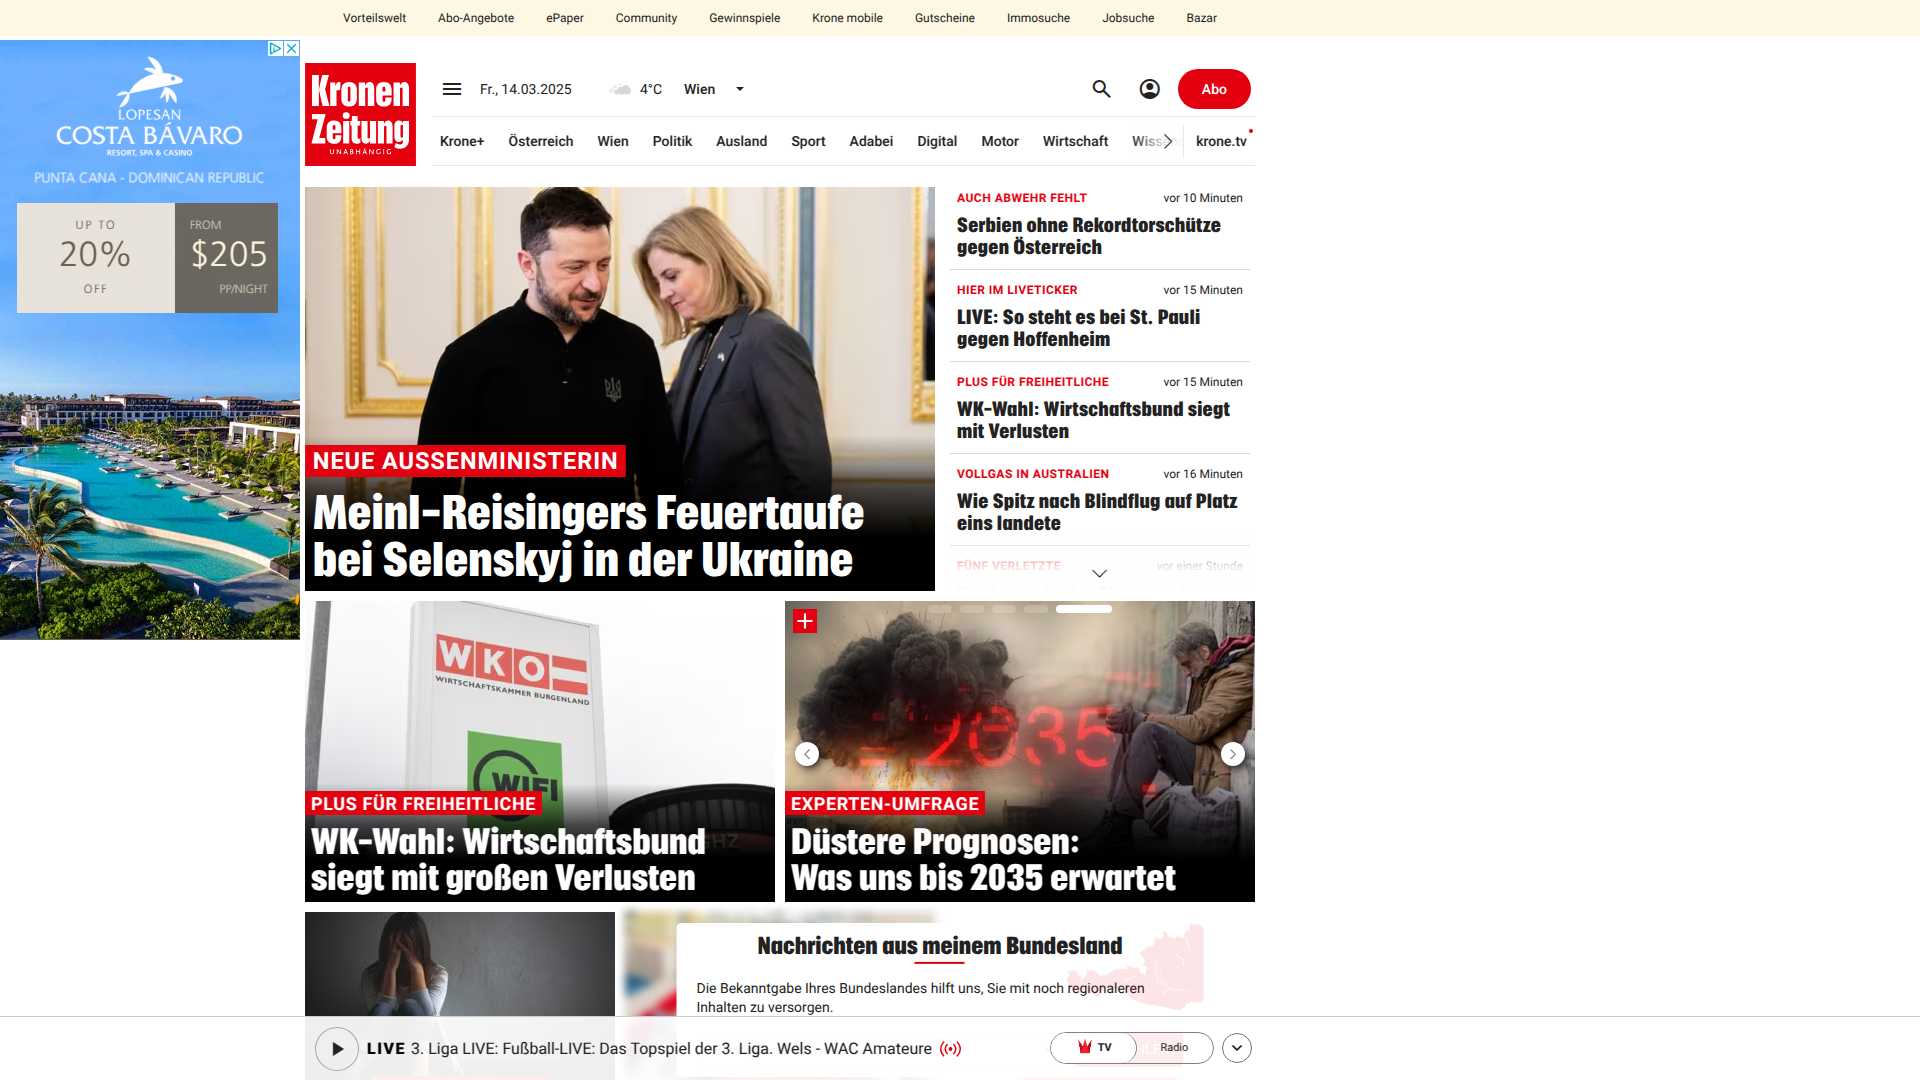 Vorteilswelt
Abo-Angebote
ePaper
Community
Gewinnspiele
Krone mobile
Gutscheine
Immosuche
Jobsuche
Bazar
LOPESAN
COSTA BÁVARO
RESORT, SPA & CASINO
PUNTA CANA - DOMINICAN REPUBLIC
UP TO
20%
OFF
FROM
$205
PP/NIGHT
Kronen
Zeitung
UNABHÄNGIG
Fr., 14.03.2025
4°C
Wien
Abo
Krone+
Österreich
Wien
Politik
Ausland
Sport
Adabei
Digital
Motor
Wirtschaft
krone.tv
NEUE AUSSENMINISTERIN
Meinl-Reisingers Feuertaufe
bei Selenskyj in der Ukraine
AUCH ABWEHR FEHLT
vor 10 Minuten
Serbien ohne Rekordtorschütze
gegen Österreich
HIER IM LIVETICKER
vor 15 Minuten
LIVE: So steht es bei St. Pauli
gegen Hoffenheim
PLUS FÜR FREIHEITLICHE
vor 15 Minuten
WK-Wahl: Wirtschaftsbund siegt
mit Verlusten
VOLLGAS IN AUSTRALIEN
vor 16 Minuten
Wie Spitz nach Blindflug auf Platz
eins landete
FÜNF VERLETZTE
vor einer Stunde
WKO
WIRTSCHAFTSKAMMER BURGENLAND
WIFI
PLUS FÜR FREIHEITLICHE
WK-Wahl: Wirtschaftsbund
siegt mit großen Verlusten
2035
EXPERTEN-UMFRAGE
Düstere Prognosen:
Was uns bis 2035 erwartet
Nachrichten aus meinem Bundesland
Die Bekanntgabe Ihres Bundeslandes hilft uns, Sie mit noch regionaleren
Inhalten zu versorgen.
LIVE 3. Liga LIVE: Fußball-LIVE: Das Topspiel der 3. Liga. Wels - WAC Amateure
TV
Radio